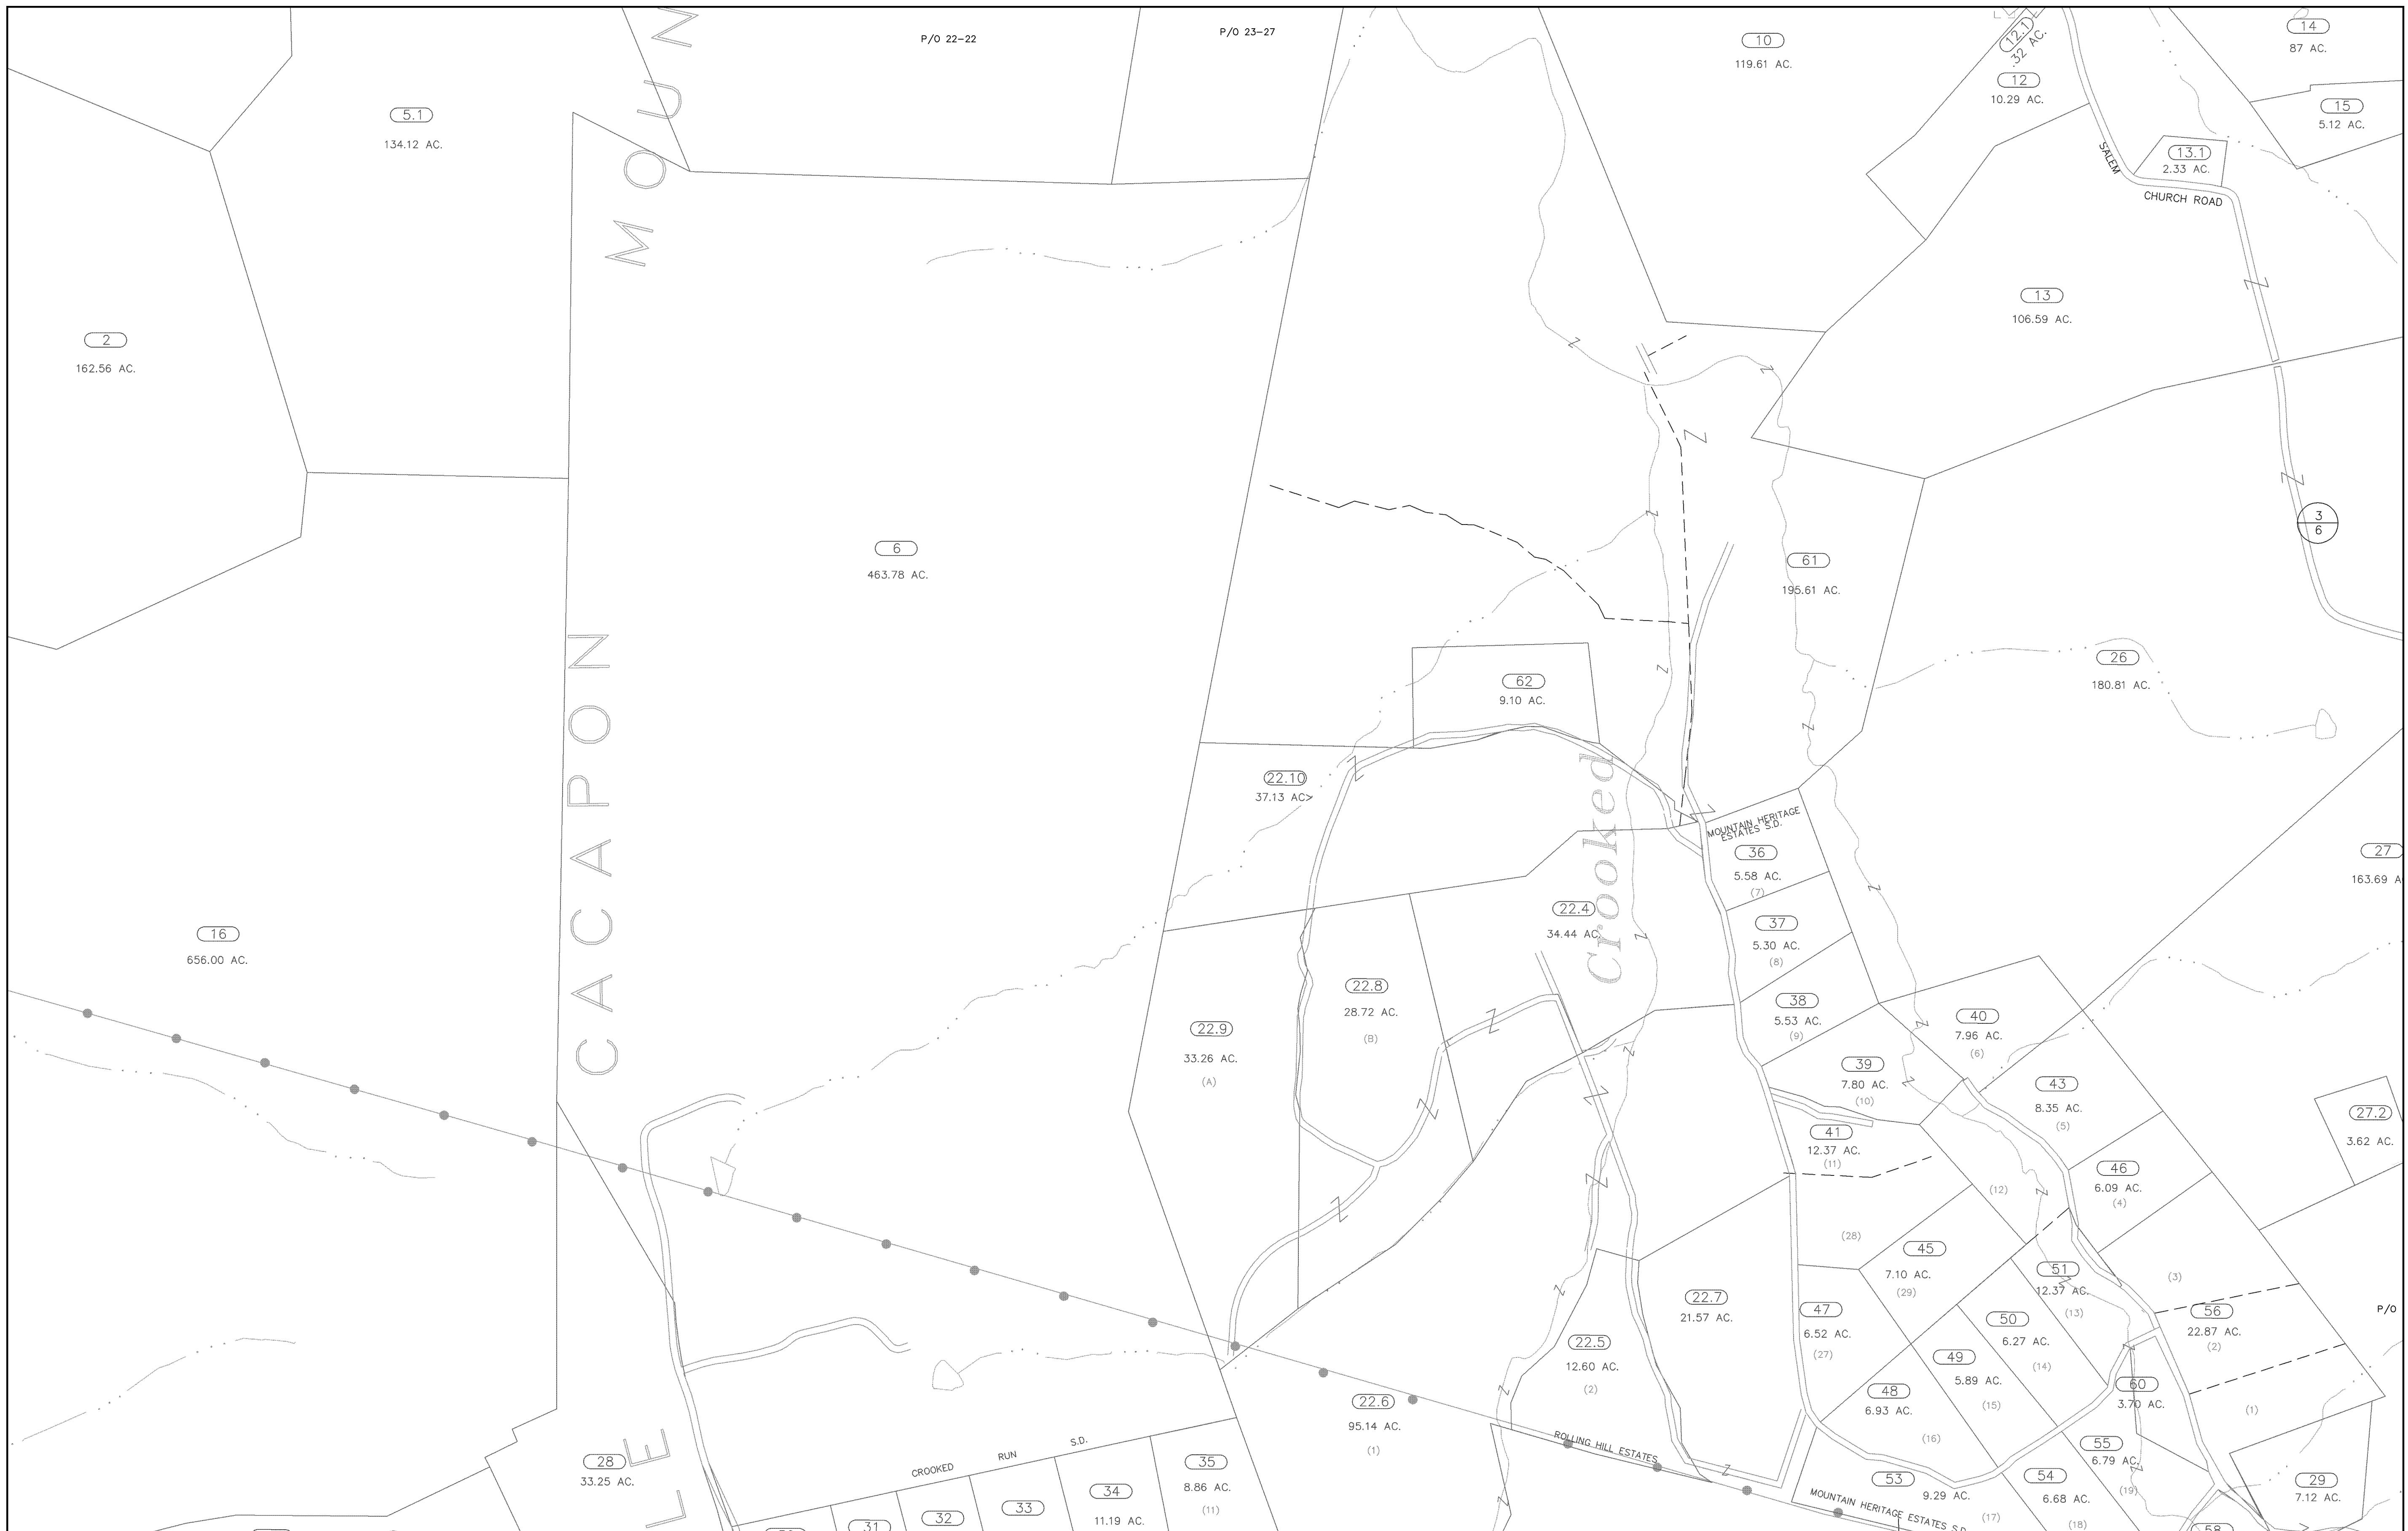 P/O 22-22
P/O 23-27
10
119.61 AC.
12.1
.32 AC.
12
10.29 AC.
14
87 AC.
15
5.12 AC.
13.1
2.33 AC.
SALEM
CHURCH ROAD
5.1
134.12 AC.
M O U N
2
162.56 AC.
13
106.59 AC.
3
6
6
463.78 AC.
61
195.61 AC.
26
180.81 AC.
62
9.10 AC.
CACAPON
22.10
37.13 AC>
Crooked
MOUNTAIN HERITAGE
ESTATES S.D.
36
5.58 AC.
(7)
27
163.69 A
16
656.00 AC.
22.4
34.44 AC.
37
5.30 AC.
(8)
22.8
28.72 AC.
(B)
22.9
33.26 AC.
(A)
38
5.53 AC.
(9)
40
7.96 AC.
(6)
39
7.80 AC.
(10)
43
8.35 AC.
(5)
27.2
3.62 AC.
41
12.37 AC.
(11)
46
6.09 AC.
(4)
(12)
(28)
45
7.10 AC.
(29)
51
12.37 AC.
(13)
(3)
22.7
21.57 AC.
47
6.52 AC.
(27)
50
6.27 AC.
(14)
56
22.87 AC.
(2)
P/O
22.5
12.60 AC.
(2)
49
5.89 AC.
(15)
48
6.93 AC.
(16)
60
3.70 AC.
(1)
22.6
95.14 AC.
(1)
ROLLING HILL ESTATES
55
6.79 AC.
(19)
LE
28
33.25 AC.
CROOKED RUN S.D.
35
8.86 AC.
(11)
34
11.19 AC.
33
32
31
53
9.29 AC.
(17)
54
6.68 AC.
(18)
29
7.12 AC.
MOUNTAIN HERITAGE ESTATES S.D.
58